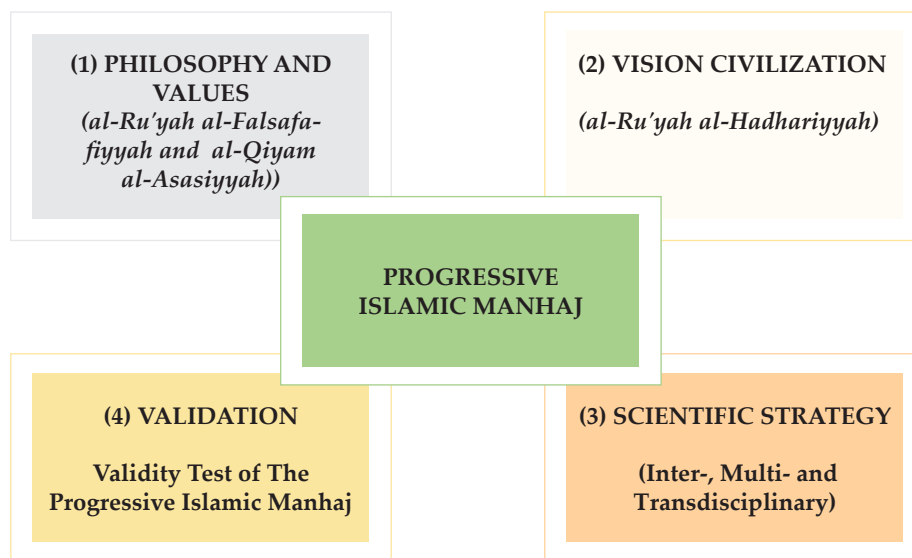 (1) PHILOSOPHY AND
VALUES
(al-Ru'yah al-Falsafa-
fiyyah and al-Qiyam
al-Asasiyyah))
(2) VISION CIVILIZATION
(al-Ru'yah al-Hadhariyyah)
PROGRESSIVE
ISLAMIC MANHAJ
(4) VALIDATION
Validity Test of The
Progressive Islamic Manhaj
(3) SCIENTIFIC STRATEGY
(Inter-, Multi- and
Transdisciplinary)